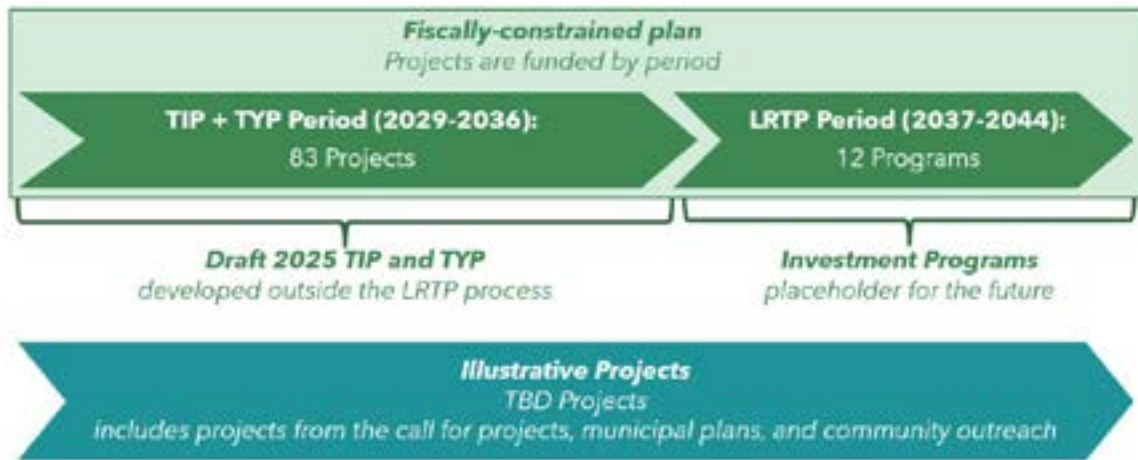 Fiscally-constrained plan
Projects are funded by period
TIP + TYP Period (2029-2036):
83 Projects
LRTP Period (2037-2044):
12 Programs
Draft 2025 TIP and TYP
developed outside the LRTP process
Investment Programs
placeholder for the future
Illustrative Projects
TBD Projects
includes projects from the call for projects, municipal plans, and community outreach